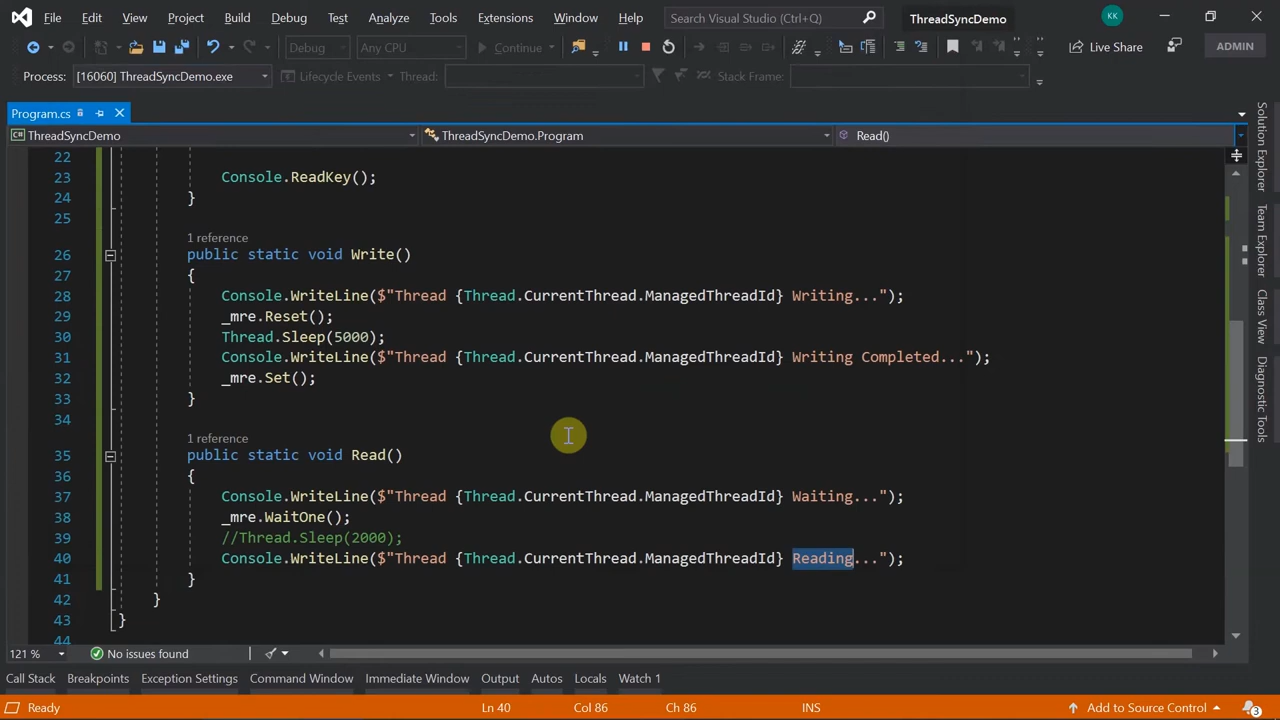 File Edit View Project Build Debug Test Analyze Tools Extensions Window Help Search Visual Studio (Ctrl+Q) ThreadSyncDemo KK
Debug Any CPU Continue Live Share ADMIN
Process: [16060] ThreadSyncDemo.exe Lifecycle Events Thread: Stack Frame:
Program.cs
C# ThreadSyncDemo ThreadSyncDemo.Program Read()
22
23 Console.ReadKey();
24 }
25
1 reference
26 public static void Write()
27 {
28 Console.WriteLine($"Thread {Thread.CurrentThread.ManagedThreadId} Writing...");
29 _mre.Reset();
30 Thread.Sleep(5000);
31 Console.WriteLine($"Thread {Thread.CurrentThread.ManagedThreadId} Writing Completed...");
32 _mre.Set();
33 }
34
1 reference
35 public static void Read()
36 {
37 Console.WriteLine($"Thread {Thread.CurrentThread.ManagedThreadId} Waiting...");
38 _mre.WaitOne();
39 //Thread.Sleep(2000);
40 Console.WriteLine($"Thread {Thread.CurrentThread.ManagedThreadId} Reading...");
41 }
42 }
43 }
44
121 % No issues found
Call Stack Breakpoints Exception Settings Command Window Immediate Window Output Autos Locals Watch 1
Ready Ln 40 Col 86 Ch 86 INS Add to Source Control 3
Solution Explorer
Team Explorer
Class View
Diagnostic Tools